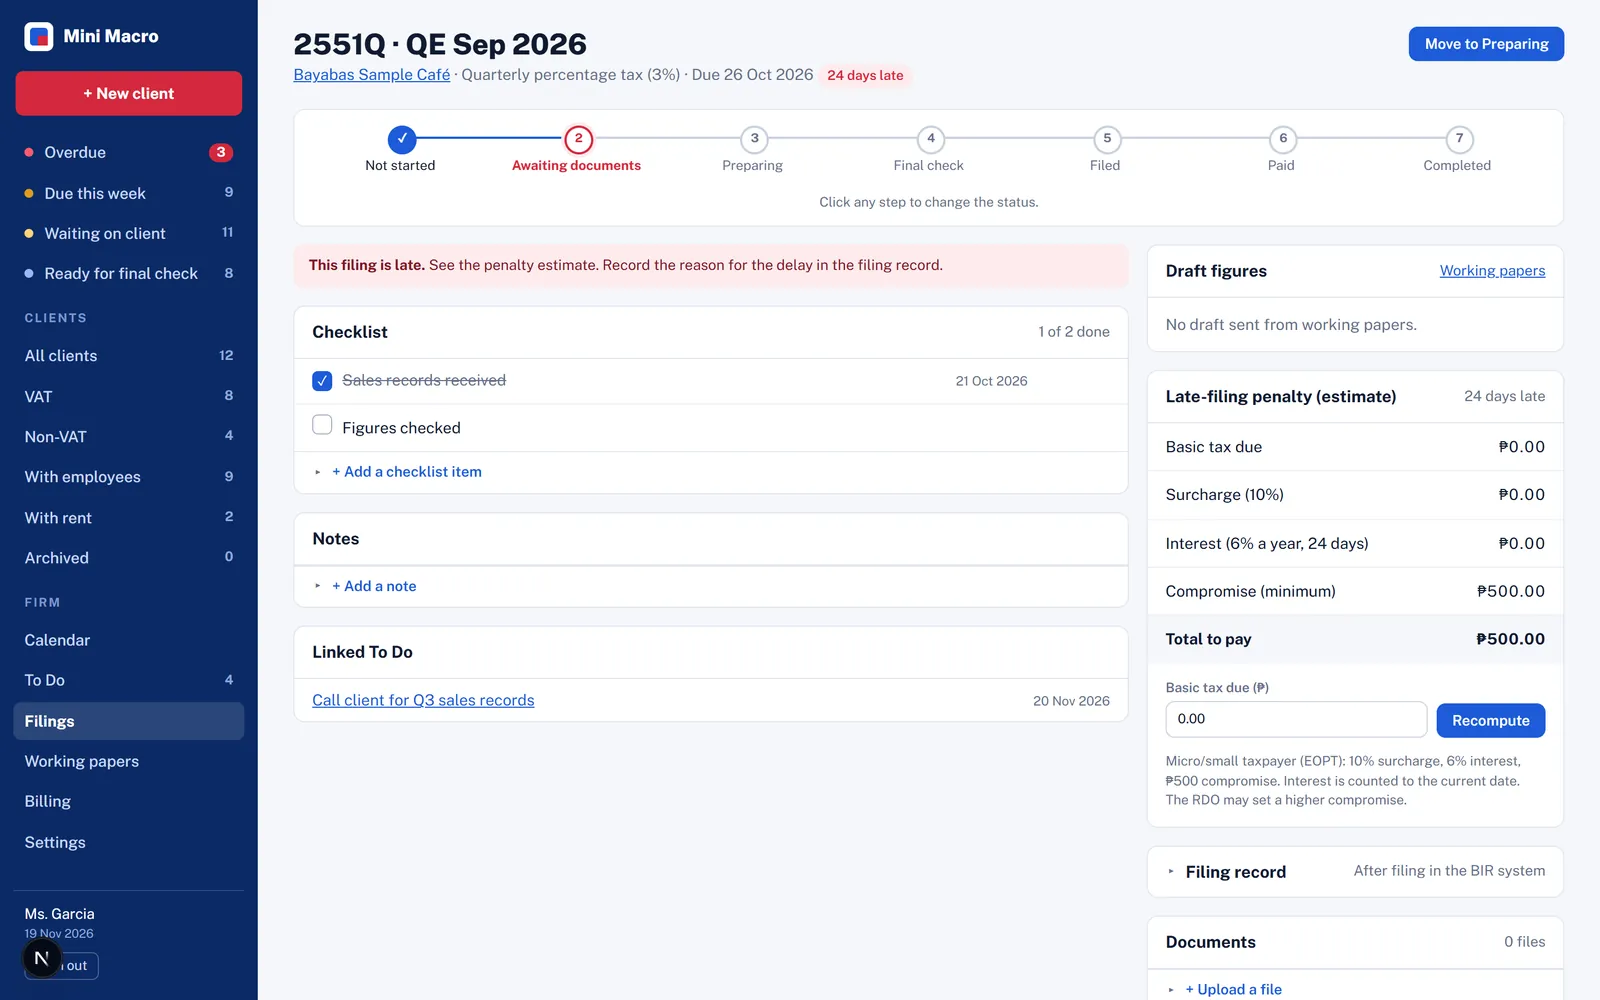 Mini Macro
+ New client
Overdue 3
Due this week 9
Waiting on client 11
Ready for final check 8
CLIENTS
All clients 12
VAT 8
Non-VAT 4
With employees 9
With rent 2
Archived 0
FIRM
Calendar
To Do 4
Filings
Working papers
Billing
Settings
Ms. Garcia
19 Nov 2026
N
out
2551Q · QE Sep 2026
Bayabas Sample Café · Quarterly percentage tax (3%) · Due 26 Oct 2026 24 days late
Move to Preparing
✓ 2 3 4 5 6 7
Not started Awaiting documents Preparing Final check Filed Paid Completed
Click any step to change the status.
This filing is late. See the penalty estimate. Record the reason for the delay in the filing record.
Checklist 1 of 2 done
Sales records received 21 Oct 2026
Figures checked
+ Add a checklist item
Notes
+ Add a note
Linked To Do
Call client for Q3 sales records 20 Nov 2026
Draft figures Working papers
No draft sent from working papers.
Late-filing penalty (estimate) 24 days late
Basic tax due ₱0.00
Surcharge (10%) ₱0.00
Interest (6% a year, 24 days) ₱0.00
Compromise (minimum) ₱500.00
Total to pay ₱500.00
Basic tax due (₱)
0.00 Recompute
Micro/small taxpayer (EOPT): 10% surcharge, 6% interest,
₱500 compromise. Interest is counted to the current date.
The RDO may set a higher compromise.
Filing record After filing in the BIR system
Documents 0 files
+ Upload a file